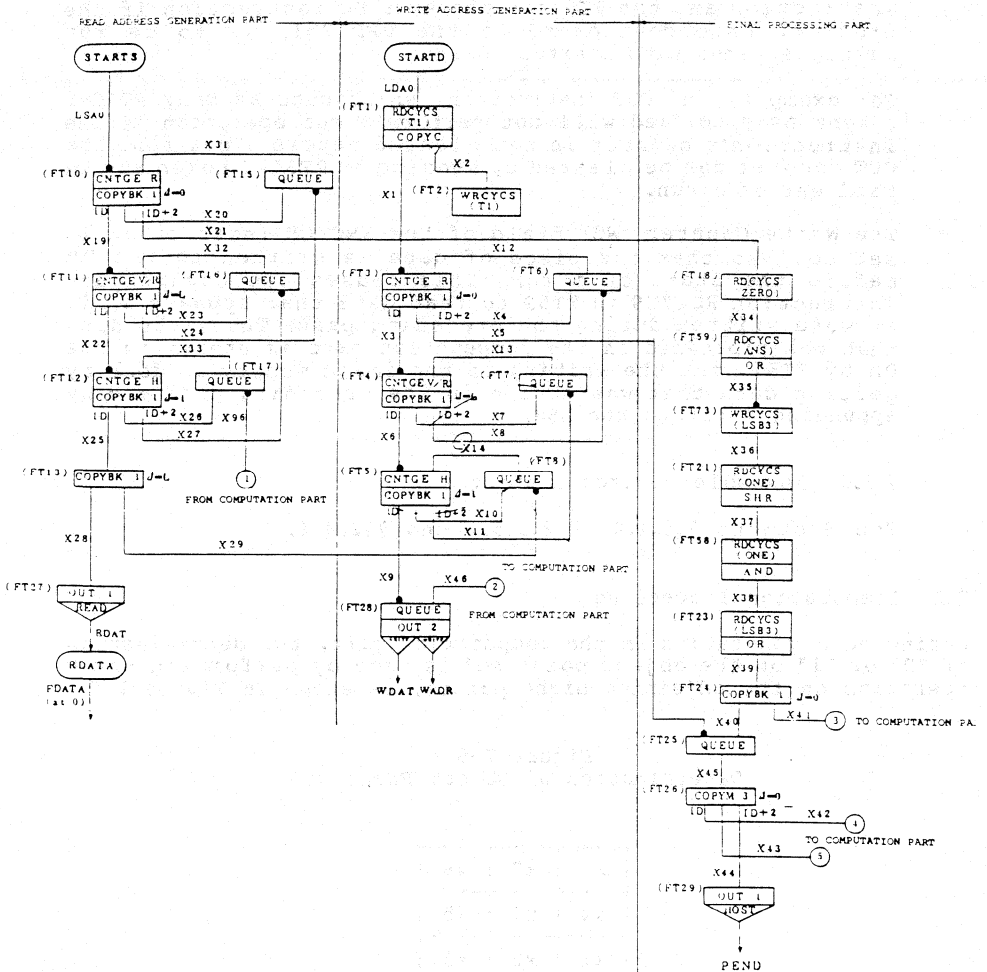 READ ADDRESS GENERATION PART
WRITE ADDRESS GENERATION PART
FINAL PROCESSING PART
STARTS
LSA0
X31
(FT10)
CNTGE R
COPYBK 1
J=0
(FT15)
QUEUE
ID
ID+2
X20
X21
X19
X32
(FT11)
CNTGEV/R
COPYBK 1
J=L
(FT16)
QUEUE
ID
ID+2
X23
X24
X22
X33
(FT12)
CNTGE H
COPYBK 1
J=1
(FT17)
QUEUE
ID
ID+2
X26
X96
X27
X25
(FT13)
COPYBK 1
J=L
1
FROM COMPUTATION PART
X28
X29
(FT27)
OUT 1
READ
RDAT
RDATA
FDATA
(at 0)
STARTD
LDA0
(FT1)
RDCYCS
(T1)
COPYC
X2
X1
(FT2)
WRCYCS
(T1)
X12
(FT3)
CNTGE R
COPYBK 1
J=0
(FT6)
QUEUE
ID
ID+2
X4
X5
X3
X13
(FT4)
CNTGEV/R
COPYBK 1
J=L
(FT7)
QUEUE
ID
ID+2
X7
X8
X6
X14
(FT5)
CNTGE H
COPYBK 1
J=1
(FT8)
QUEUE
ID
ID+2
X10
X11
TO COMPUTATION PART
X9
X46
2
(FT28)
QUEUE
OUT 2
FROM COMPUTATION PART
WDAT
WADR
(FT18)
RDCYCS
ZERO)
X34
(FT59)
RDCYCS
(ANS)
OR
X35
(FT73)
WRCYCS
(LSB3)
X36
(FT21)
RDCYCS
(ONE)
SHR
X37
(FT58)
RDCYCS
(ONE)
AND
X38
(FT23)
RDCYCS
(LSB3)
OR
X39
(FT24)
COPYBK 1
J=0
X40
X41
3
TO COMPUTATION PA
(FT25)
QUEUE
X45
(FT26)
COPYM 3
J=0
ID
ID+2
X42
4
TO COMPUTATION PART
X43
5
X44
(FT29)
OUT 1
HOST
PEND